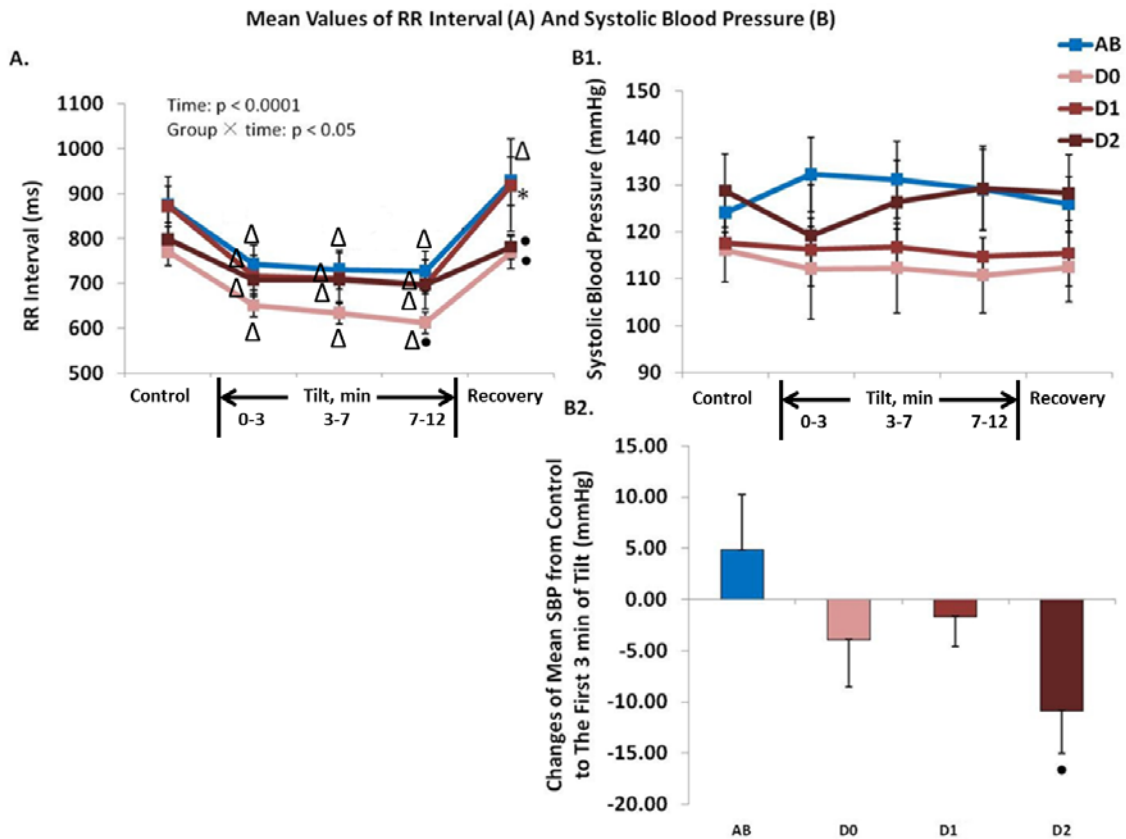 Mean Values of RR Interval (A) And Systolic Blood Pressure (B)
A.
RR Interval (ms)
1100
1000
900
800
700
600
500
Time: p < 0.0001
Group × time: p < 0.05
Δ
*
Δ
Δ
Δ
Δ
Δ
Δ
Δ
Δ
Δ
Δ
Δ
Control
Tilt, min
Recovery
0-3
3-7
7-12
B1.
AB
D0
D1
D2
Systolic Blood Pressure (mmHg)
150
140
130
120
110
100
90
Control
Tilt, min
Recovery
0-3
3-7
7-12
B2.
Changes of Mean SBP from Control
to The First 3 min of Tilt (mmHg)
15.00
10.00
5.00
0.00
-5.00
-10.00
-15.00
-20.00
AB
D0
D1
D2